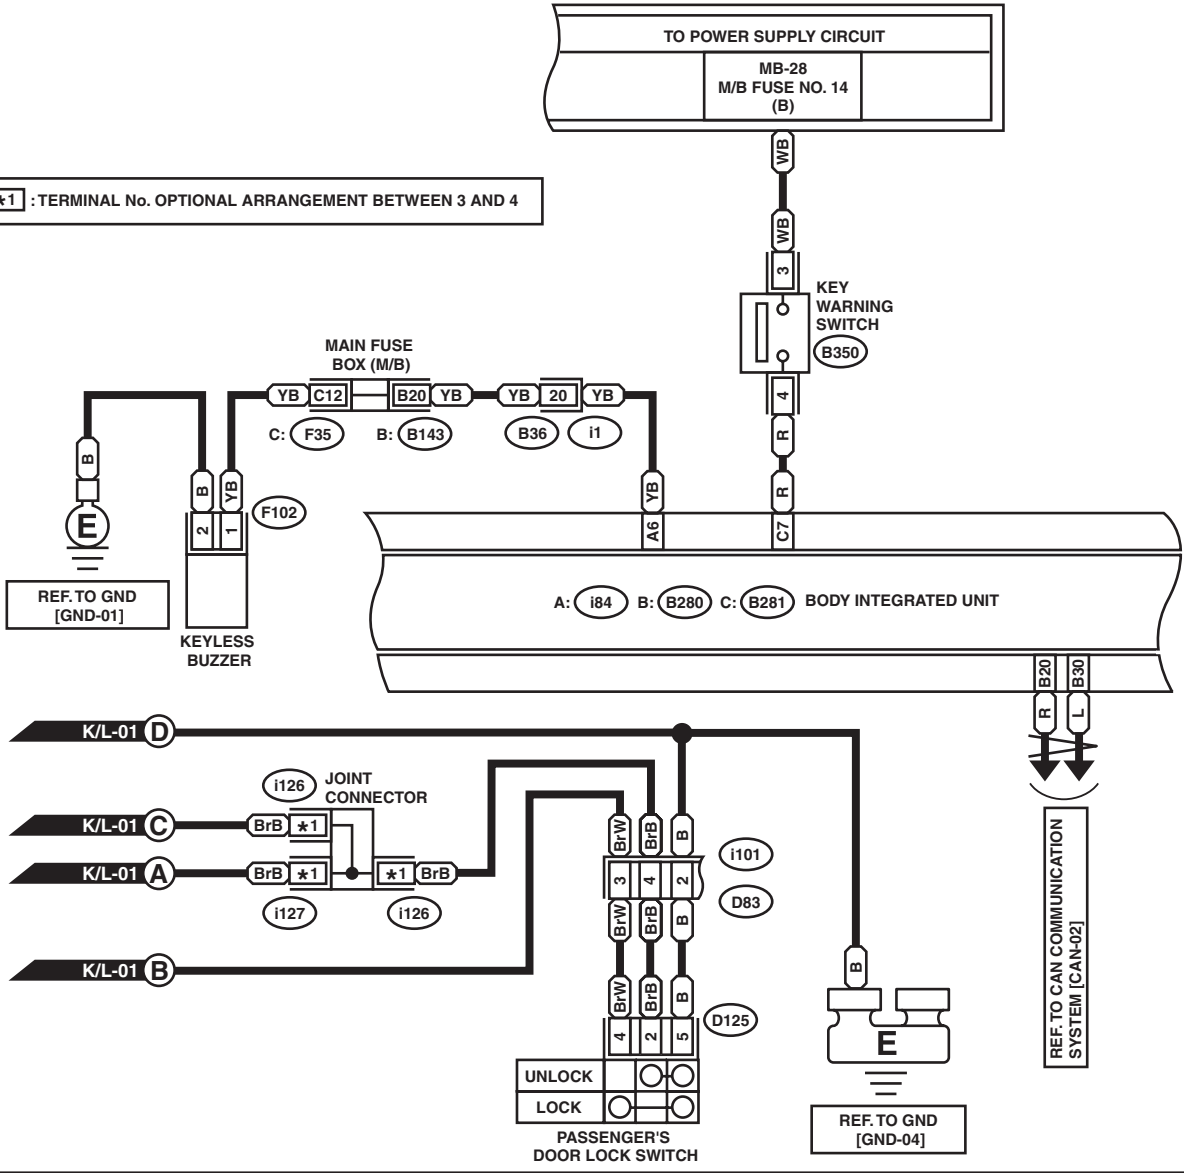 TO POWER SUPPLY CIRCUIT
MB-28
M/B FUSE NO. 14
(B)
WB
*1 : TERMINAL No. OPTIONAL ARRANGEMENT BETWEEN 3 AND 4
WB
3
KEY
WARNING
SWITCH
B350
4
R
R
C7
MAIN FUSE
BOX (M/B)
YB C12 B20 YB YB 20 YB
C: F35 B: B143 B36 i1
B
B YB
2 1
F102
YB
A6
E
REF. TO GND
[GND-01]
KEYLESS
BUZZER
A: i84 B: B280 C: B281 BODY INTEGRATED UNIT
B20 B30
R L
REF. TO CAN COMMUNICATION
SYSTEM [CAN-02]
K/L-01 D
i126 JOINT
CONNECTOR
K/L-01 C BrB *1
K/L-01 A BrB *1 *1 BrB
i127 i126
K/L-01 B
BrW BrB B
i101
3 4 2
D83
BrW BrB B
BrW BrB B
D125
4 2 5
UNLOCK
LOCK
PASSENGER'S
DOOR LOCK SWITCH
B
E
REF. TO GND
[GND-04]